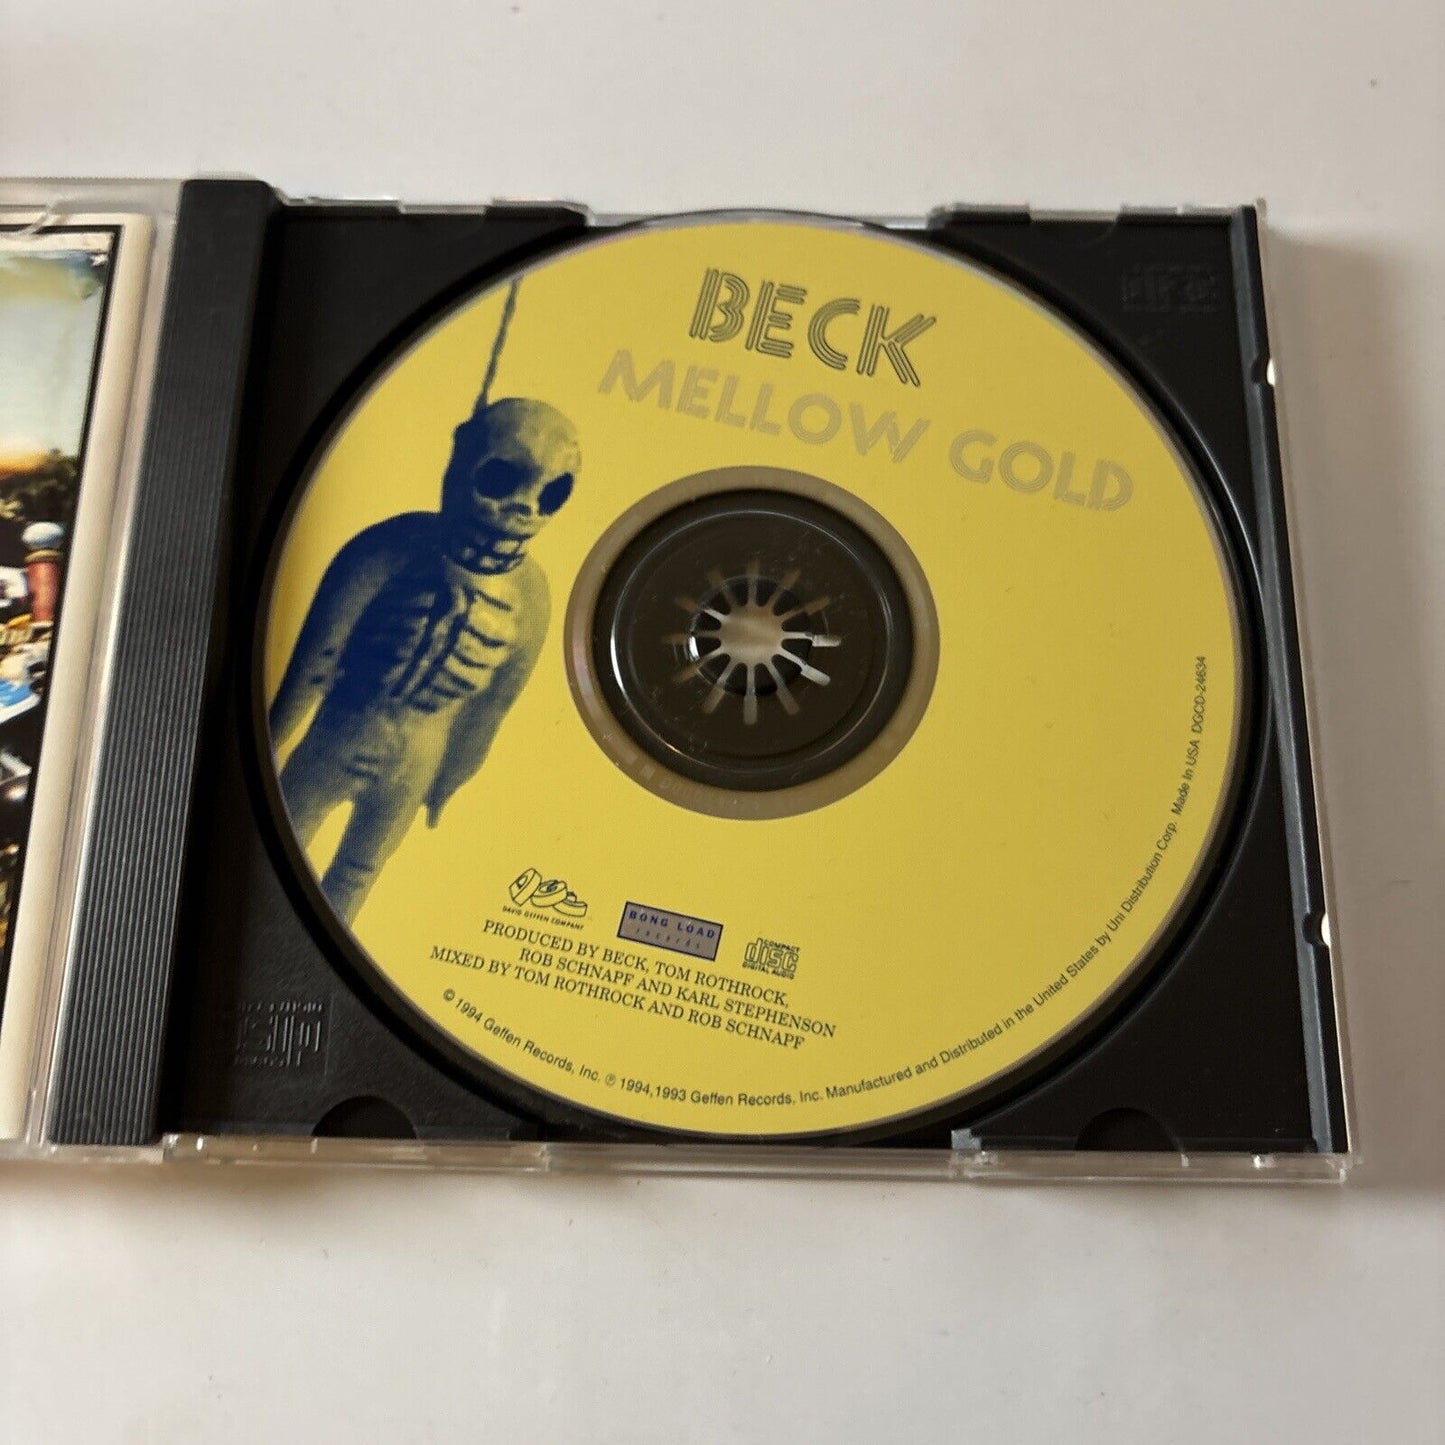 BECK
MELLOW GOLD
DAVID GEFFEN COMPANY
BONG LOAD
records
COMPACT
disc
DIGITAL AUDIO
PRODUCED BY BECK, TOM ROTHROCK,
ROB SCHNAPF AND KARL STEPHENSON
MIXED BY TOM ROTHROCK AND ROB SCHNAPF
© 1994 Geffen Records, Inc. ℗ 1994,1993 Geffen Records, Inc. Manufactured and Distributed in the United States by Uni Distribution Corp. Made In USA DGCD-24634